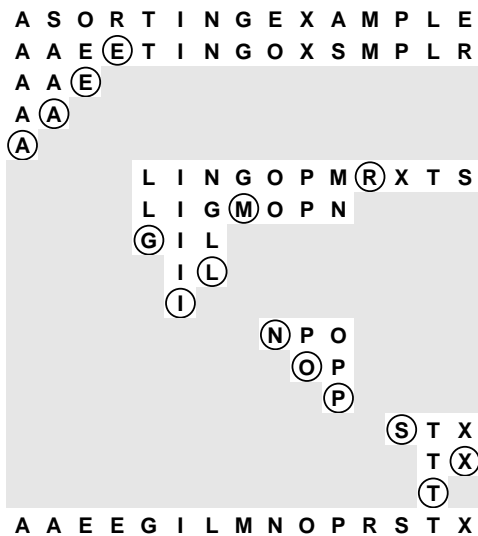 A S O R T I N G E X A M P L E
A A E E T I N G O X S M P L R
A A E
A A
A
L I N G O P M R X T S
L I G M O P N
G I L
I L
I
N P O
O P
P
S T X
T X
T
A A E E G I L M N O P R S T X